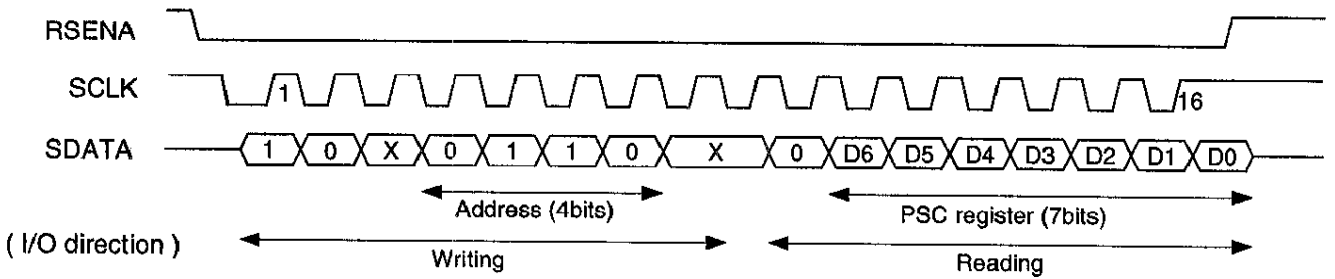 RSENA
SCLK 1 16
SDATA 1 0 X 0 1 1 0 X 0 D6 D5 D4 D3 D2 D1 D0
Address (4bits) PSC register (7bits)
( I/O direction ) Writing Reading